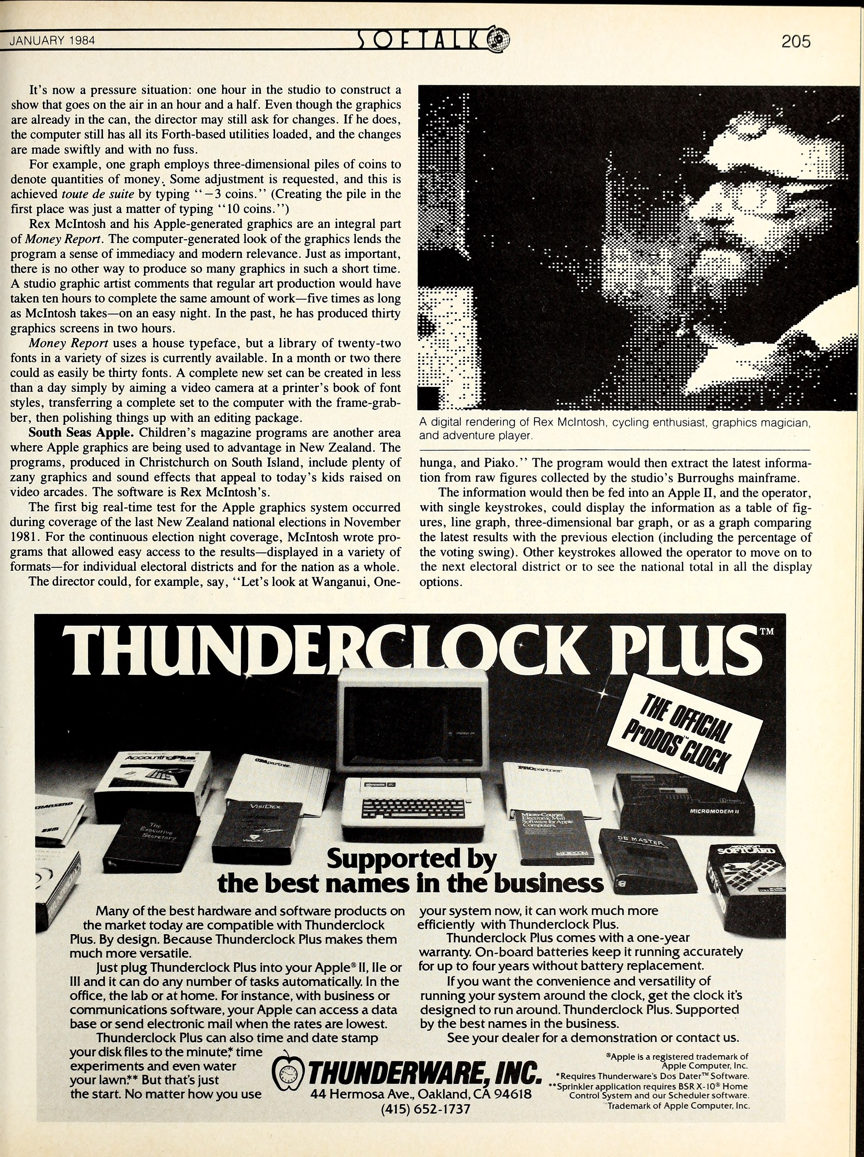 JANUARY 1984
SOFTALK
205
It's now a pressure situation: one hour in the studio to construct a
show that goes on the air in an hour and a half. Even though the graphics
are already in the can, the director may still ask for changes. If he does,
the computer still has all its Forth-based utilities loaded, and the changes
are made swiftly and with no fuss.
For example, one graph employs three-dimensional piles of coins to
denote quantities of money. Some adjustment is requested, and this is
achieved toute de suite by typing “−3 coins.” (Creating the pile in the
first place was just a matter of typing “10 coins.”)
Rex McIntosh and his Apple-generated graphics are an integral part
of Money Report. The computer-generated look of the graphics lends the
program a sense of immediacy and modern relevance. Just as important,
there is no other way to produce so many graphics in such a short time.
A studio graphic artist comments that regular art production would have
taken ten hours to complete the same amount of work—five times as long
as McIntosh takes—on an easy night. In the past, he has produced thirty
graphics screens in two hours.
Money Report uses a house typeface, but a library of twenty-two
fonts in a variety of sizes is currently available. In a month or two there
could as easily be thirty fonts. A complete new set can be created in less
than a day simply by aiming a video camera at a printer's book of font
styles, transferring a complete set to the computer with the frame-grab-
ber, then polishing things up with an editing package.
South Seas Apple. Children's magazine programs are another area
where Apple graphics are being used to advantage in New Zealand. The
programs, produced in Christchurch on South Island, include plenty of
zany graphics and sound effects that appeal to today's kids raised on
video arcades. The software is Rex McIntosh's.
The first big real-time test for the Apple graphics system occurred
during coverage of the last New Zealand national elections in November
1981. For the continuous election night coverage, McIntosh wrote pro-
grams that allowed easy access to the results—displayed in a variety of
formats—for individual electoral districts and for the nation as a whole.
The director could, for example, say, “Let's look at Wanganui, One-
A digital rendering of Rex McIntosh, cycling enthusiast, graphics magician,
and adventure player.
hunga, and Piako.” The program would then extract the latest informa-
tion from raw figures collected by the studio's Burroughs mainframe.
The information would then be fed into an Apple II, and the operator,
with single keystrokes, could display the information as a table of fig-
ures, line graph, three-dimensional bar graph, or as a graph comparing
the latest results with the previous election (including the percentage of
the voting swing). Other keystrokes allowed the operator to move on to
the next electoral district or to see the national total in all the display
options.
THUNDERCLOCK PLUS™
THE OFFICIAL
ProDOS™ CLOCK
AccountingPlus
The
Executive
Secretary
VisiDex
PROpartner
Micro-Courier
Electronic Mail
Software for Apple
Computers
MICROMODEM II
DB MASTER
SOFTCARD
Supported by
the best names in the business
Many of the best hardware and software products on
the market today are compatible with Thunderclock
Plus. By design. Because Thunderclock Plus makes them
much more versatile.
Just plug Thunderclock Plus into your Apple® II, IIe or
III and it can do any number of tasks automatically. In the
office, the lab or at home. For instance, with business or
communications software, your Apple can access a data
base or send electronic mail when the rates are lowest.
Thunderclock Plus can also time and date stamp
your disk files to the minute,* time
experiments and even water
your lawn.** But that's just
the start. No matter how you use
your system now, it can work much more
efficiently with Thunderclock Plus.
Thunderclock Plus comes with a one-year
warranty. On-board batteries keep it running accurately
for up to four years without battery replacement.
If you want the convenience and versatility of
running your system around the clock, get the clock it's
designed to run around. Thunderclock Plus. Supported
by the best names in the business.
See your dealer for a demonstration or contact us.
THUNDERWARE, INC.
44 Hermosa Ave., Oakland, CA 94618
(415) 652-1737
®Apple is a registered trademark of
Apple Computer, Inc.
*Requires Thunderware's Dos Dater™ Software.
**Sprinkler application requires BSR X-10® Home
Control System and our Scheduler software.
Trademark of Apple Computer, Inc.